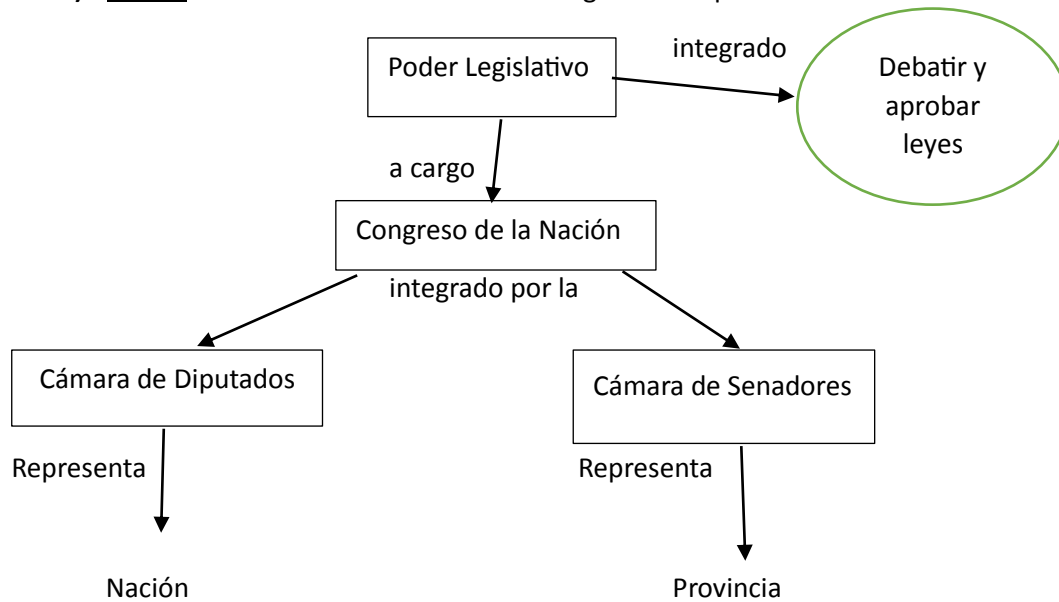 integrado
Poder Legislativo
Debatir y
aprobar
leyes
a cargo
Congreso de la Nación
integrado por la
Cámara de Diputados
Cámara de Senadores
Representa
Representa
Nación
Provincia